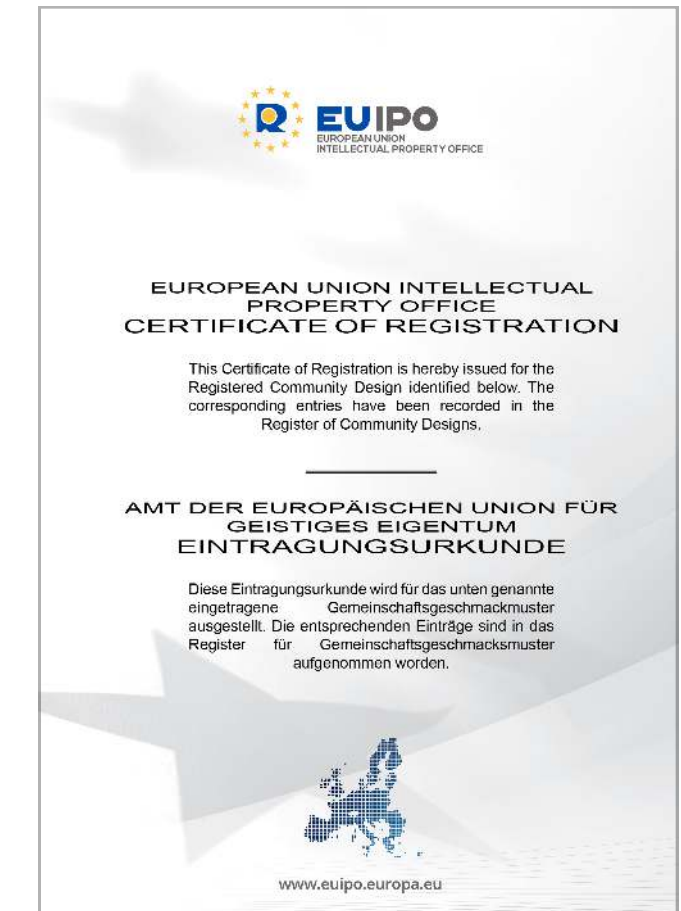 EUIPO
EUROPEAN UNION
INTELLECTUAL PROPERTY OFFICE
EUROPEAN UNION INTELLECTUAL
PROPERTY OFFICE
CERTIFICATE OF REGISTRATION
This Certificate of Registration is hereby issued for the
Registered Community Design identified below. The
corresponding entries have been recorded in the
Register of Community Designs.
AMT DER EUROPÄISCHEN UNION FÜR
GEISTIGES EIGENTUM
EINTRAGUNGSURKUNDE
Diese Eintragungsurkunde wird für das unten genannte
eingetragene Gemeinschaftsgeschmackmuster
ausgestellt. Die entsprechenden Einträge sind in das
Register für Gemeinschaftsgeschmacksmuster
aufgenommen worden.
www.euipo.europa.eu